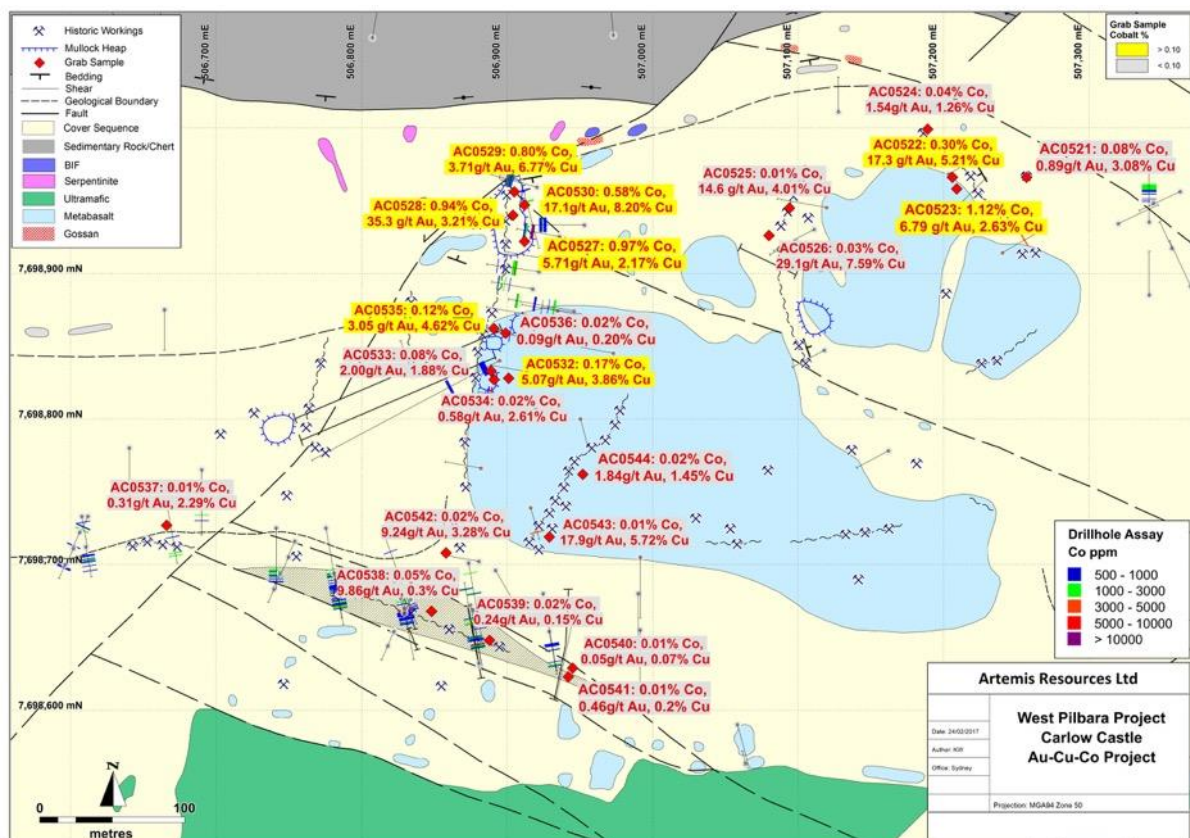 Historic Workings
Mullock Heap
Grab Sample
Bedding
Shear
Geological Boundary
Fault
Cover Sequence
Sedimentary Rock/Chert
BIF
Serpentinite
Ultramafic
Metabasalt
Gossan
506,700 mE
506,800 mE
506,900 mE
507,000 mE
507,100 mE
507,200 mE
507,300 mE
Grab Sample
Cobalt %
> 0.10
< 0.10
AC0524: 0.04% Co,
1.54g/t Au, 1.26% Cu
AC0529: 0.80% Co,
3.71g/t Au, 6.77% Cu
AC0522: 0.30% Co,
17.3 g/t Au, 5.21% Cu
AC0521: 0.08% Co,
0.89g/t Au, 3.08% Cu
AC0525: 0.01% Co,
14.6 g/t Au, 4.01% Cu
AC0530: 0.58% Co,
17.1g/t Au, 8.20% Cu
AC0528: 0.94% Co,
35.3 g/t Au, 3.21% Cu
AC0523: 1.12% Co,
6.79 g/t Au, 2.63% Cu
AC0527: 0.97% Co,
5.71g/t Au, 2.17% Cu
AC0526: 0.03% Co,
29.1g/t Au, 7.59% Cu
7,698,900 mN
AC0535: 0.12% Co,
3.05 g/t Au, 4.62% Cu
AC0536: 0.02% Co,
0.09g/t Au, 0.20% Cu
AC0533: 0.08% Co,
2.00g/t Au, 1.88% Cu
AC0532: 0.17% Co,
5.07g/t Au, 3.86% Cu
AC0534: 0.02% Co,
0.58g/t Au, 2.61% Cu
7,698,800 mN
AC0544: 0.02% Co,
1.84g/t Au, 1.45% Cu
AC0537: 0.01% Co,
0.31g/t Au, 2.29% Cu
AC0542: 0.02% Co,
9.24g/t Au, 3.28% Cu
AC0543: 0.01% Co,
17.9g/t Au, 5.72% Cu
7,698,700 mN
AC0538: 0.05% Co,
9.86g/t Au, 0.3% Cu
AC0539: 0.02% Co,
0.24g/t Au, 0.15% Cu
AC0540: 0.01% Co,
0.05g/t Au, 0.07% Cu
AC0541: 0.01% Co,
0.46g/t Au, 0.2% Cu
7,698,600 mN
Drillhole Assay
Co ppm
500 - 1000
1000 - 3000
3000 - 5000
5000 - 10000
> 10000
Z
0
100
metres
Artemis Resources Ltd
Date: 24/02/2017
Author:
Office: Sydney
West Pilbara Project
Carlow Castle
Au-Cu-Co Project
Projection: MGA94 Zone 50